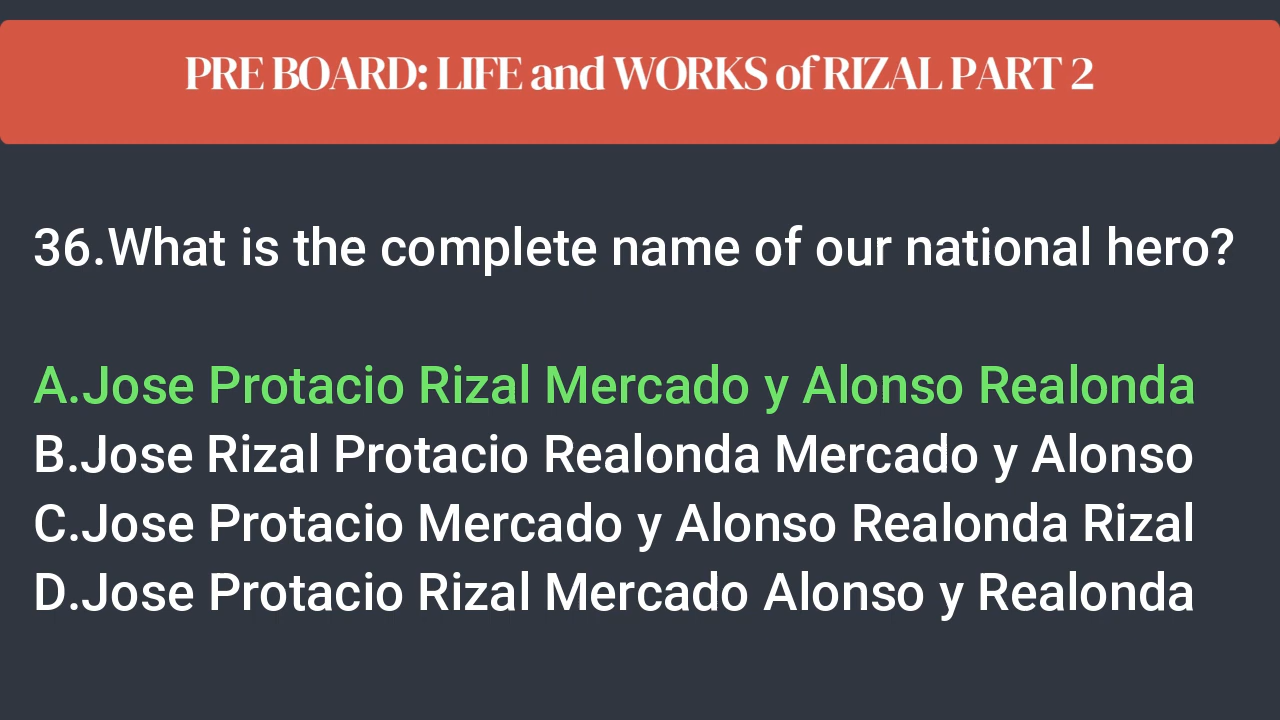 PRE BOARD: LIFE and WORKS of RIZAL PART 2
36.What is the complete name of our national hero?
A.Jose Protacio Rizal Mercado y Alonso Realonda
B.Jose Rizal Protacio Realonda Mercado y Alonso
C.Jose Protacio Mercado y Alonso Realonda Rizal
D.Jose Protacio Rizal Mercado Alonso y Realonda